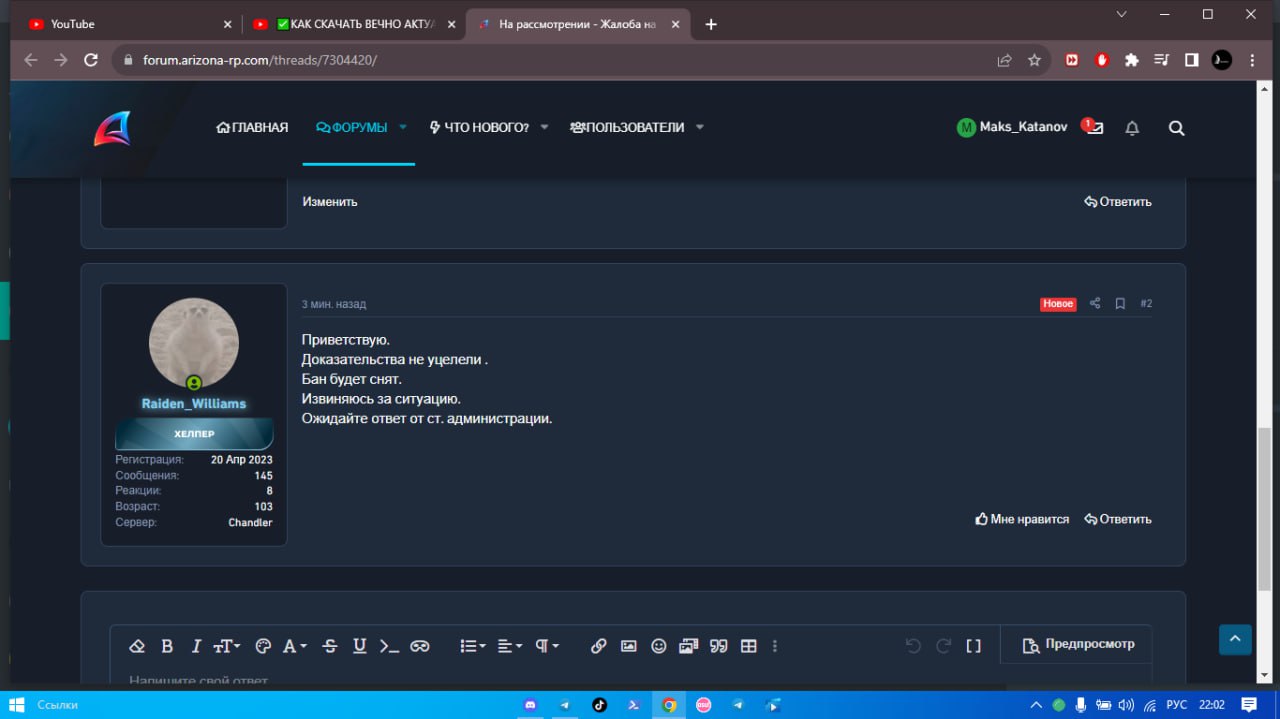 YouTube
✅КАК СКАЧАТЬ ВЕЧНО АКТУА
На рассмотрении - Жалоба на
forum.arizona-rp.com/threads/7304420/
ГЛАВНАЯ
ФОРУМЫ
ЧТО НОВОГО?
ПОЛЬЗОВАТЕЛИ
M
Maks_Katanov
1
Изменить
Ответить
3 мин. назад
Новое
#2
Приветствую.
Доказательства не уцелели .
Бан будет снят.
Извиняюсь за ситуацию.
Ожидайте ответ от ст. администрации.
Raiden_Williams
ХЕЛПЕР
Регистрация: 20 Апр 2023
Сообщения: 145
Реакции: 8
Возраст: 103
Сервер: Chandler
Мне нравится
Ответить
Предпросмотр
Напишите свой ответ
Ссылки
РУС
22:02